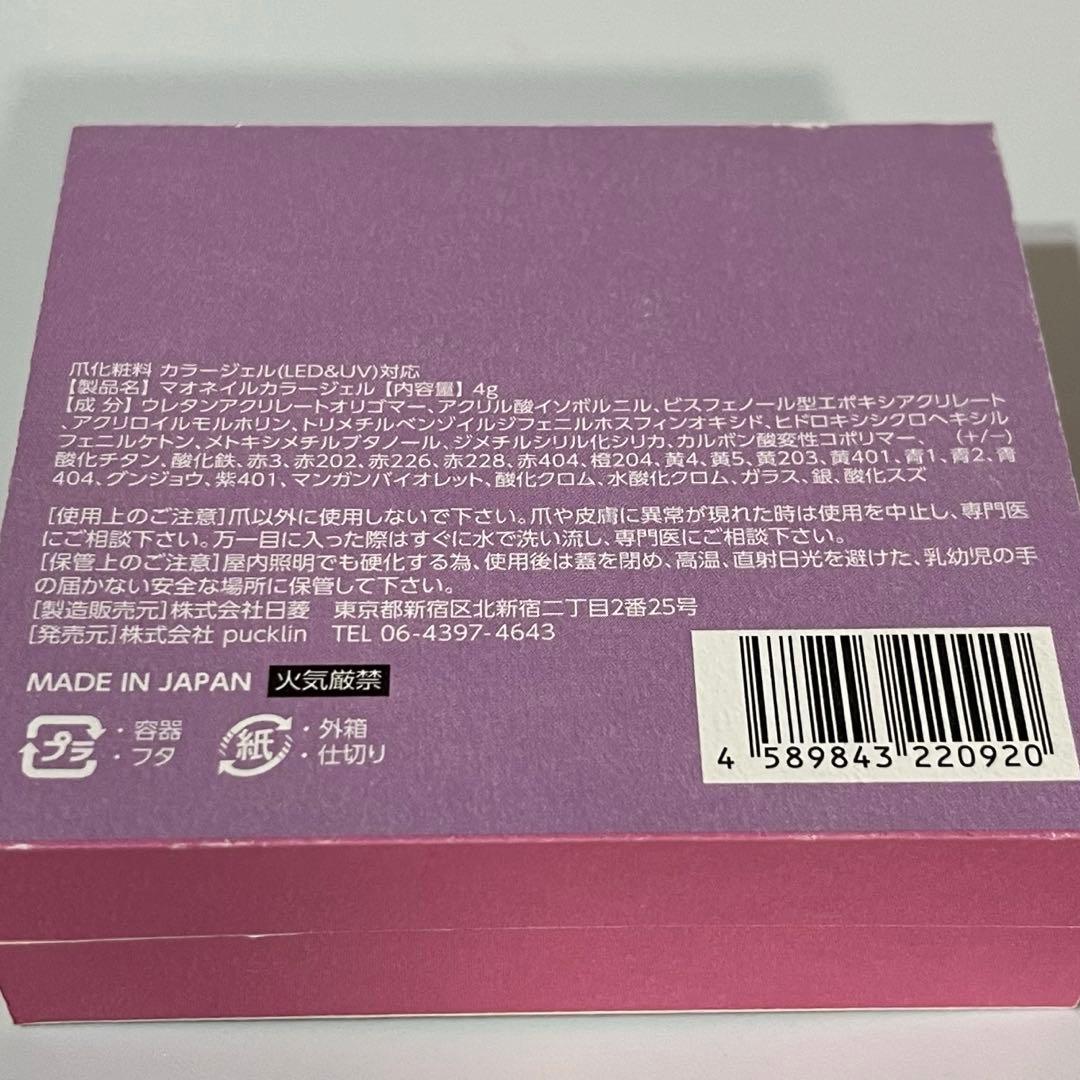 爪化粧料 カラージェル(LED&UV)対応
【製品名】マオネイルカラージェル【内容量】4g
【成 分】ウレタンアクリレートオリゴマー、アクリル酸イソボルニル、ビスフェノール型エポキシアクリレート
、アクリロイルモルホリン、トリメチルベンゾイルジフェニルホスフィンオキシド、ヒドロキシシクロヘキシル
フェニルケトン、メトキシメチルブタノール、ジメチルシリル化シリカ、カルボン酸変性コポリマー、 (+/−)
酸化チタン、酸化鉄、赤3、赤202、赤226、赤228、赤404、橙204、黄4、黄5、黄203、黄401、青1、青2、青
404、グンジョウ、紫401、マンガンバイオレット、酸化クロム、水酸化クロム、ガラス、銀、酸化スズ
[使用上のご注意]爪以外に使用しないで下さい。爪や皮膚に異常が現れた時は使用を中止し、専門医
にご相談下さい。万一目に入った際はすぐに水で洗い流し、専門医にご相談下さい。
[保管上のご注意]屋内照明でも硬化する為、使用後は蓋を閉め、高温、直射日光を避けた、乳幼児の手
の届かない安全な場所に保管して下さい。
[製造販売元]株式会社日菱 東京都新宿区北新宿二丁目2番25号
[発売元]株式会社 pucklin TEL 06-4397-4643
MADE IN JAPAN 火気厳禁
プラ ・容器 ・フタ
紙 ・外箱 ・仕切り
4 589843 220920